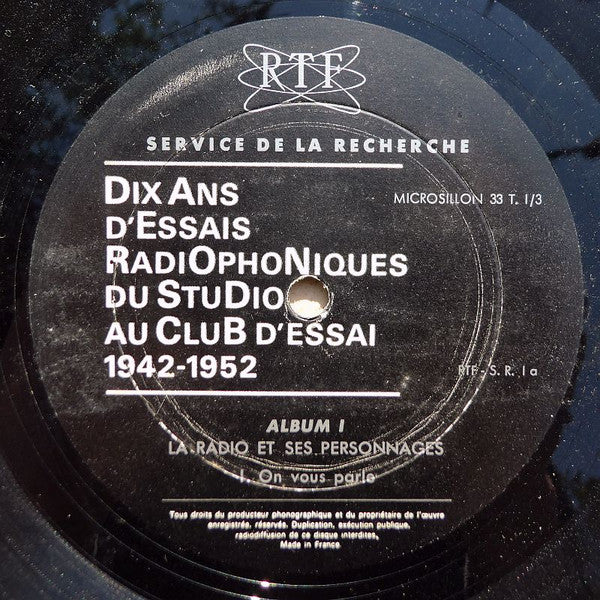 RTF
SERVICE DE LA RECHERCHE
DIX ANS
MICROSILLON 33 T. 1/3
D'ESSAIS
RADIOPHONIQUES
DU STUDIO
AU CLUB D'ESSAI
1942-1952
RTF - S. R. 1 a
ALBUM I
LA RADIO ET SES PERSONNAGES
1. On vous parle
Tous droits du producteur phonographique et du propriétaire de l'œuvre
enregistrée, réservés. Duplication, exécution publique,
radiodiffusion de ce disque interdites,
Made in France